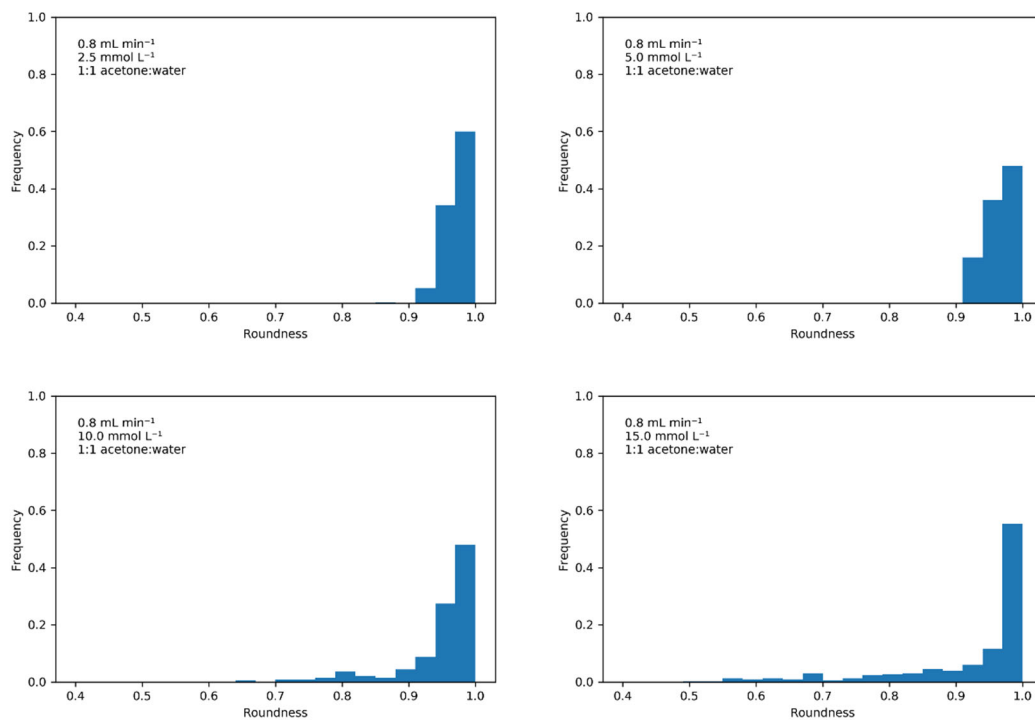 1.0
0.8 mL min⁻¹
2.5 mmol L⁻¹
1:1 acetone:water
0.8
0.6
0.4
0.2
0.0
Frequency
0.4 0.5 0.6 0.7 0.8 0.9 1.0
Roundness
1.0
0.8 mL min⁻¹
5.0 mmol L⁻¹
1:1 acetone:water
0.8
0.6
0.4
0.2
0.0
Frequency
0.4 0.5 0.6 0.7 0.8 0.9 1.0
Roundness
1.0
0.8 mL min⁻¹
10.0 mmol L⁻¹
1:1 acetone:water
0.8
0.6
0.4
0.2
0.0
Frequency
0.4 0.5 0.6 0.7 0.8 0.9 1.0
Roundness
1.0
0.8 mL min⁻¹
15.0 mmol L⁻¹
1:1 acetone:water
0.8
0.6
0.4
0.2
0.0
Frequency
0.4 0.5 0.6 0.7 0.8 0.9 1.0
Roundness